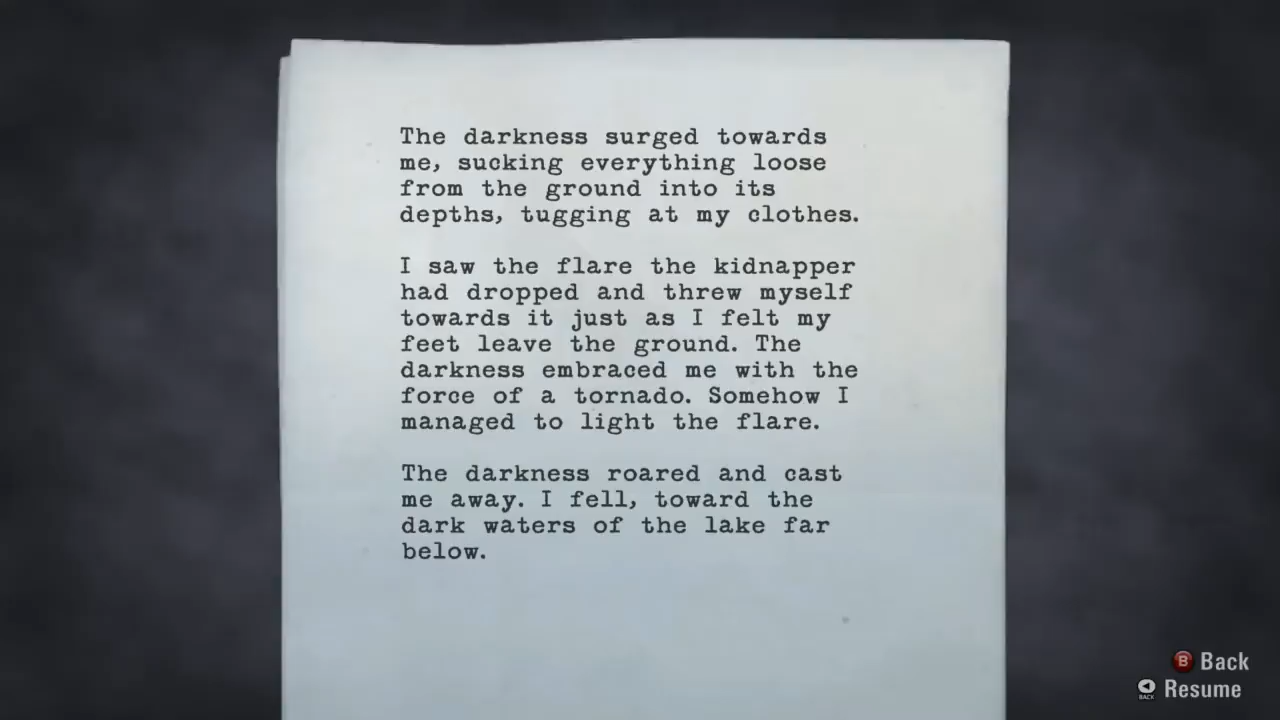 The darkness surged towards
me, sucking everything loose
from the ground into its
depths, tugging at my clothes.
I saw the flare the kidnapper
had dropped and threw myself
towards it just as I felt my
feet leave the ground. The
darkness embraced me with the
force of a tornado. Somehow I
managed to light the flare.
The darkness roared and cast
me away. I fell, toward the
dark waters of the lake far
below.
B Back
BACK Resume